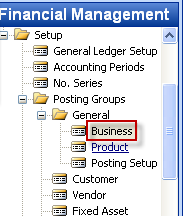 Financial Management
Setup
General Ledger Setup
Accounting Periods
No. Series
Posting Groups
General
Business
Product
Posting Setup
Customer
Vendor
Fixed Asset